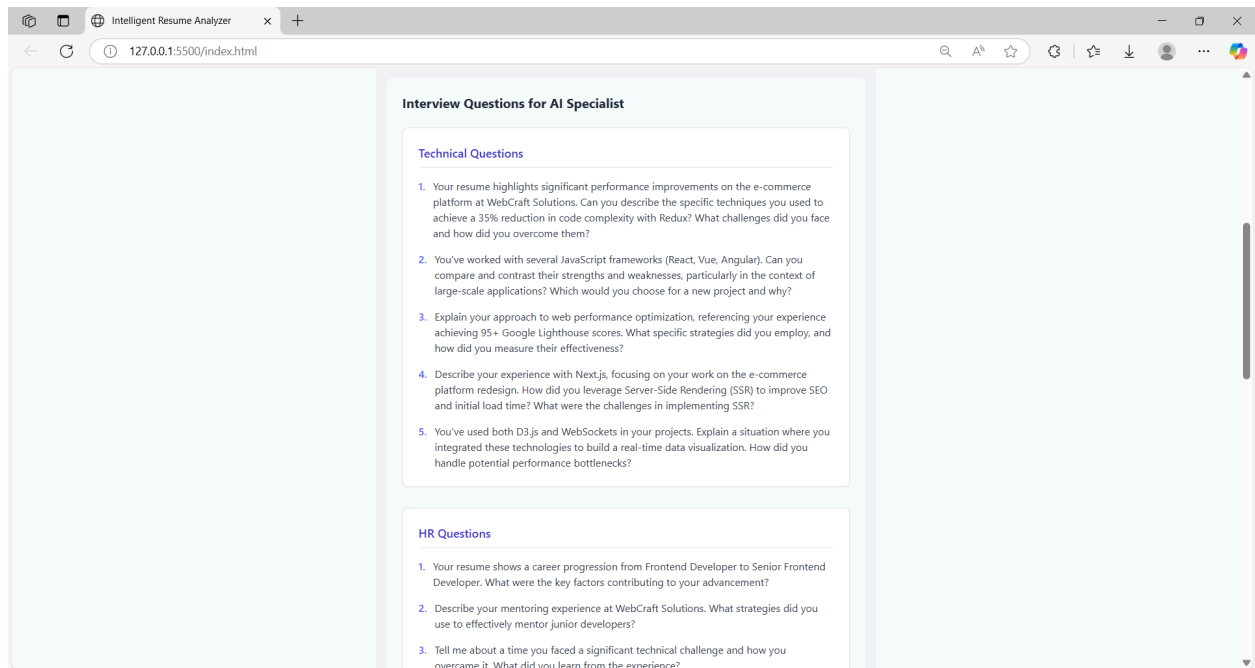 Intelligent Resume Analyzer
127.0.0.1:5500/index.html
Interview Questions for AI Specialist
Technical Questions
1. Your resume highlights significant performance improvements on the e-commerce
platform at WebCraft Solutions. Can you describe the specific techniques you used to
achieve a 35% reduction in code complexity with Redux? What challenges did you face
and how did you overcome them?
2. You've worked with several JavaScript frameworks (React, Vue, Angular). Can you
compare and contrast their strengths and weaknesses, particularly in the context of
large-scale applications? Which would you choose for a new project and why?
3. Explain your approach to web performance optimization, referencing your experience
achieving 95+ Google Lighthouse scores. What specific strategies did you employ, and
how did you measure their effectiveness?
4. Describe your experience with Next.js, focusing on your work on the e-commerce
platform redesign. How did you leverage Server-Side Rendering (SSR) to improve SEO
and initial load time? What were the challenges in implementing SSR?
5. You've used both D3.js and WebSockets in your projects. Explain a situation where you
integrated these technologies to build a real-time data visualization. How did you
handle potential performance bottlenecks?
HR Questions
1. Your resume shows a career progression from Frontend Developer to Senior Frontend
Developer. What were the key factors contributing to your advancement?
2. Describe your mentoring experience at WebCraft Solutions. What strategies did you
use to effectively mentor junior developers?
3. Tell me about a time you faced a significant technical challenge and how you
overcame it. What did you learn from the experience?